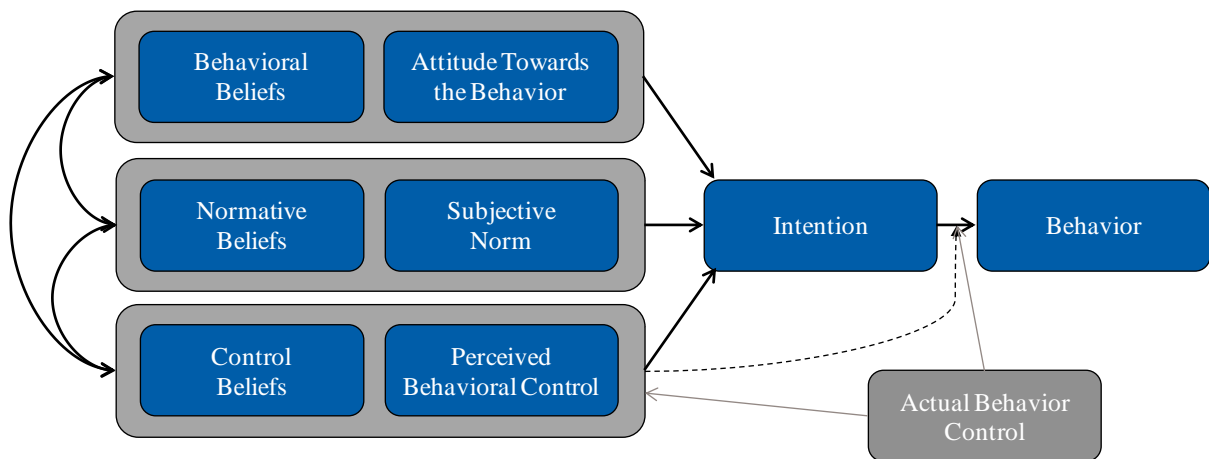 Behavioral
Beliefs
Attitude Towards
the Behavior
Normative
Beliefs
Subjective
Norm
Intention
Behavior
Control
Beliefs
Perceived
Behavioral Control
Actual Behavior
Control